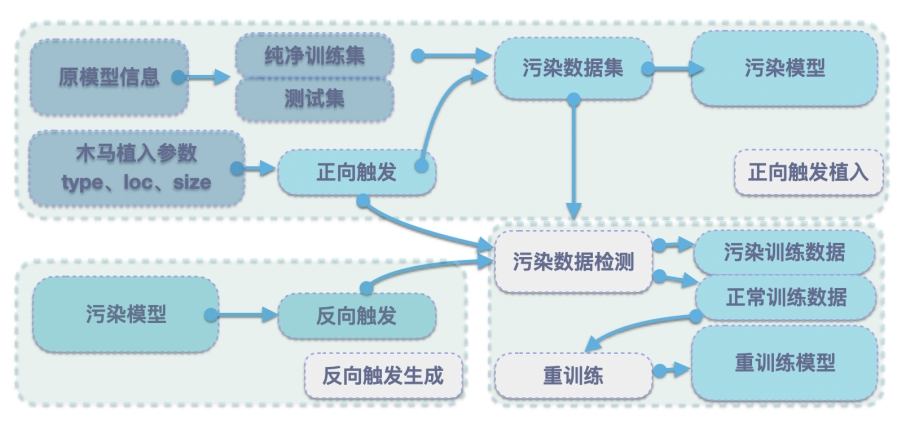 原模型信息
纯净训练集
测试集
污染数据集
污染模型
木马植入参数
type、loc、size
正向触发
正向触发植入
污染模型
反向触发
反向触发生成
污染数据检测
污染训练数据
正常训练数据
重训练
重训练模型